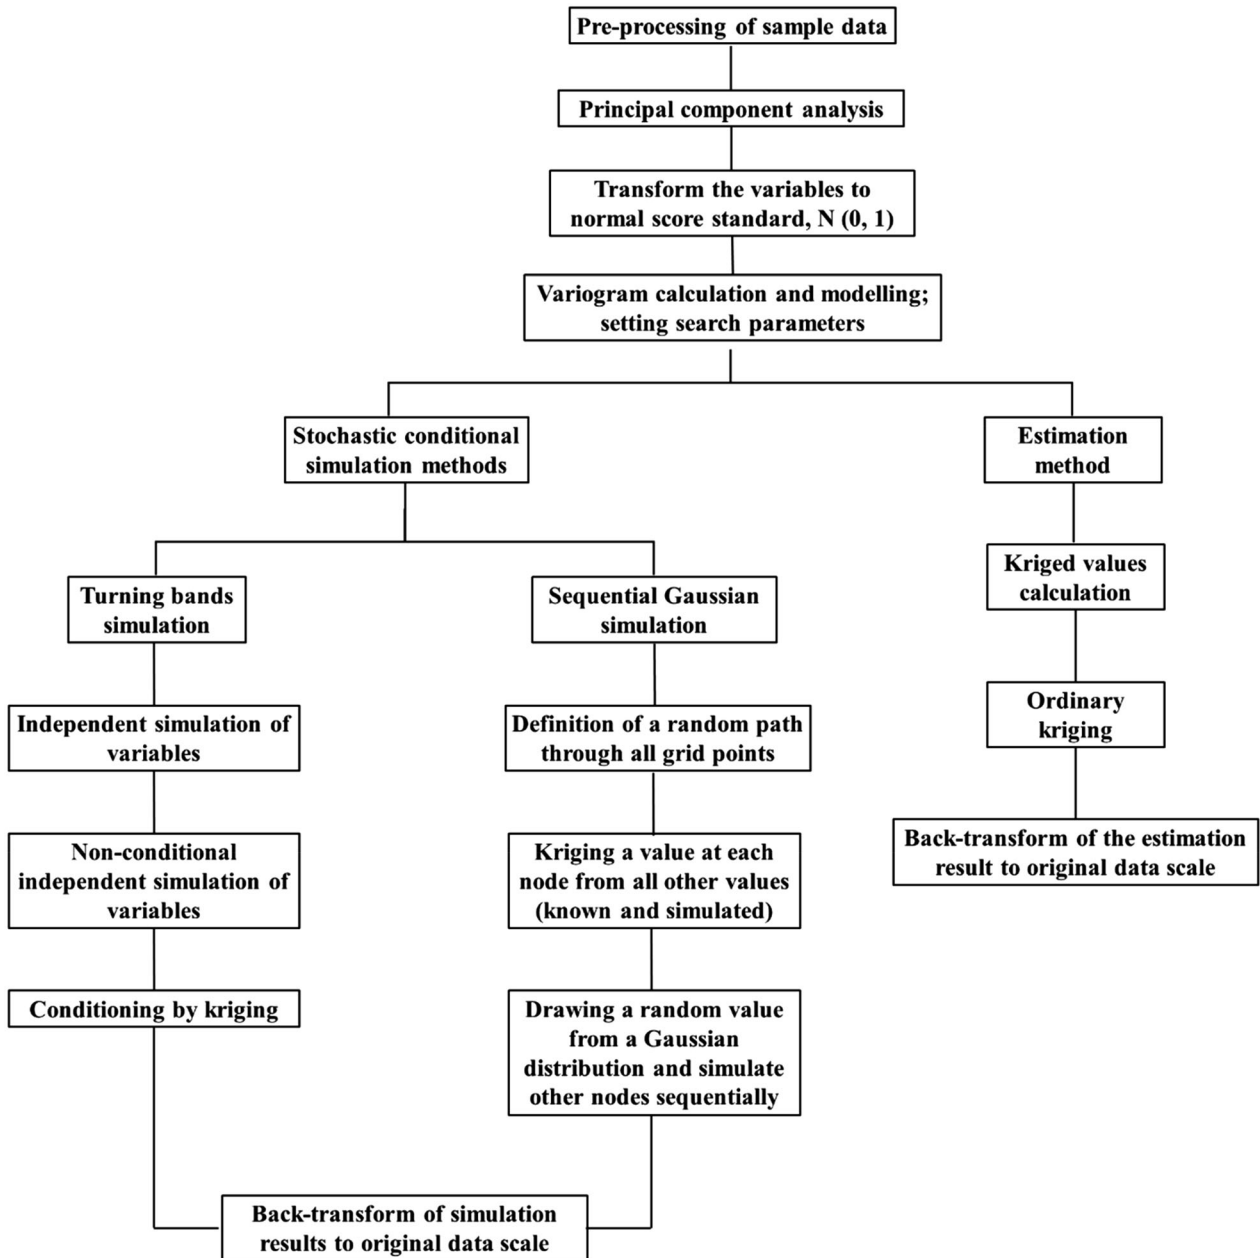 Pre-processing of sample data
Principal component analysis
Transform the variables to
normal score standard, N (0, 1)
Variogram calculation and modelling;
setting search parameters
Stochastic conditional
simulation methods
Estimation
method
Turning bands
simulation
Sequential Gaussian
simulation
Kriged values
calculation
Independent simulation of
variables
Definition of a random path
through all grid points
Ordinary
kriging
Non-conditional
independent simulation of
variables
Kriging a value at each
node from all other values
(known and simulated)
Back-transform of the estimation
result to original data scale
Conditioning by kriging
Drawing a random value
from a Gaussian
distribution and simulate
other nodes sequentially
Back-transform of simulation
results to original data scale